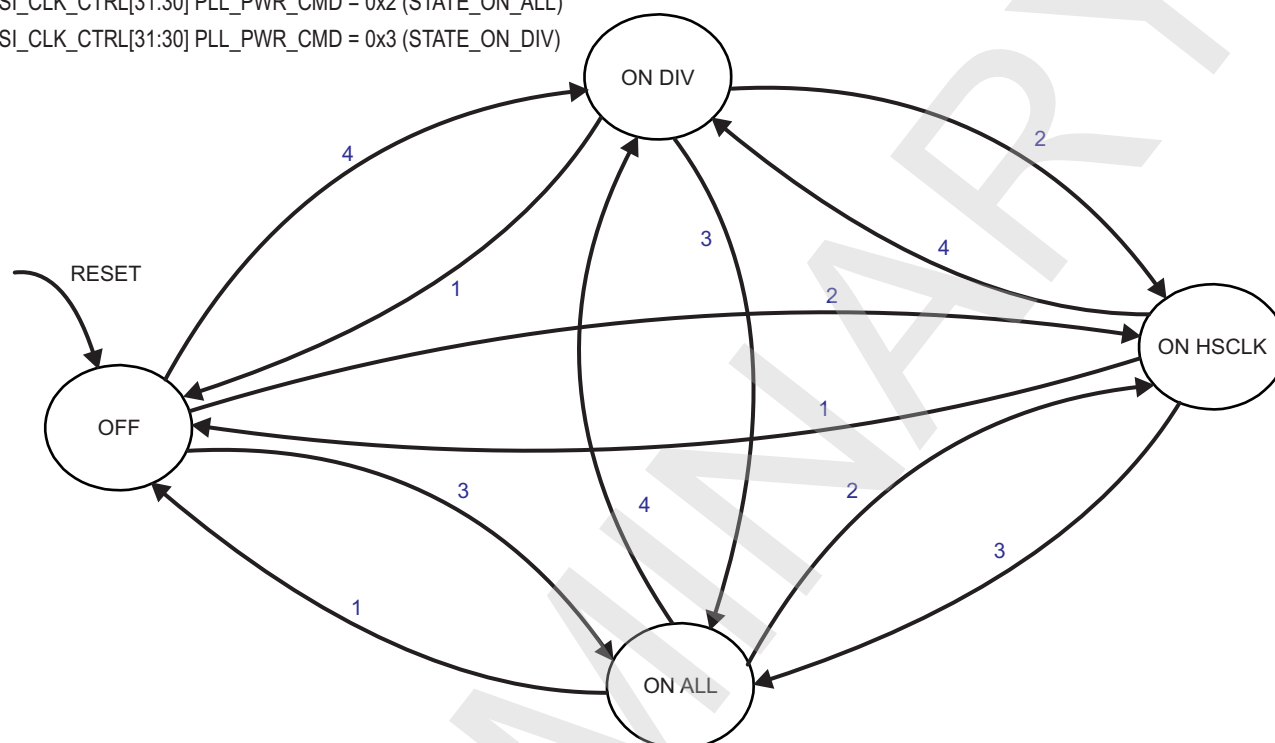 SI_CLK_CTRL[31:30] PLL_PWR_CMD = 0x2 (STATE_ON_ALL)
SI_CLK_CTRL[31:30] PLL_PWR_CMD = 0x3 (STATE_ON_DIV)
ON DIV
2
4
3
4
RESET
1
2
ON HSCLK
1
OFF
3
4
2
3
1
ON ALL
MINARY